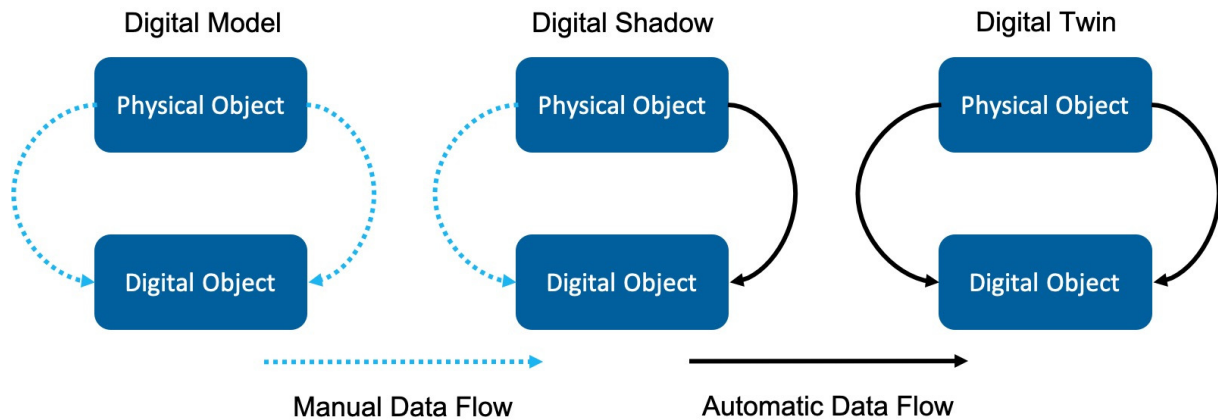 Digital Model
Digital Shadow
Digital Twin
Physical Object
Physical Object
Physical Object
Digital Object
Digital Object
Digital Object
Manual Data Flow
Automatic Data Flow